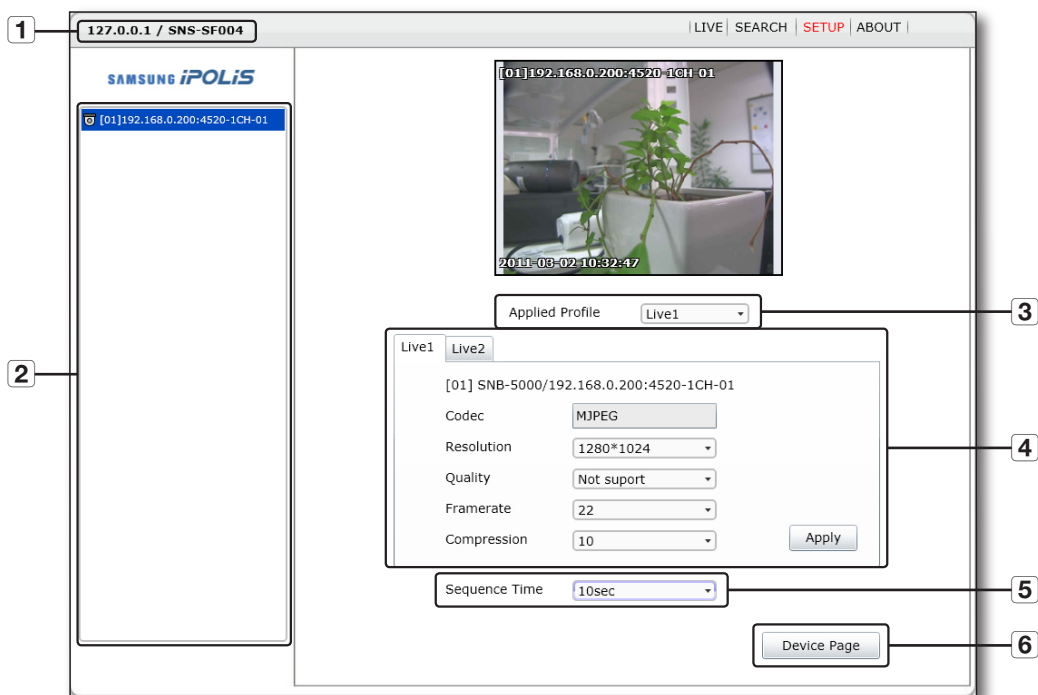 1
127.0.0.1 / SNS-SF004
LIVE SEARCH SETUP ABOUT
SAMSUNG iPOLiS
[01]192.168.0.200:4520-1CH-01
[01]192.168.0.200:4520-1CH-01
2011-03-02 10:32:47
Applied Profile Live1
3
2
Live1 Live2
[01] SNB-5000/192.168.0.200:4520-1CH-01
Codec MJPEG
Resolution 1280*1024
4
Quality Not suport
Framerate 22
Compression 10
Apply
Sequence Time 10sec
5
Device Page
6